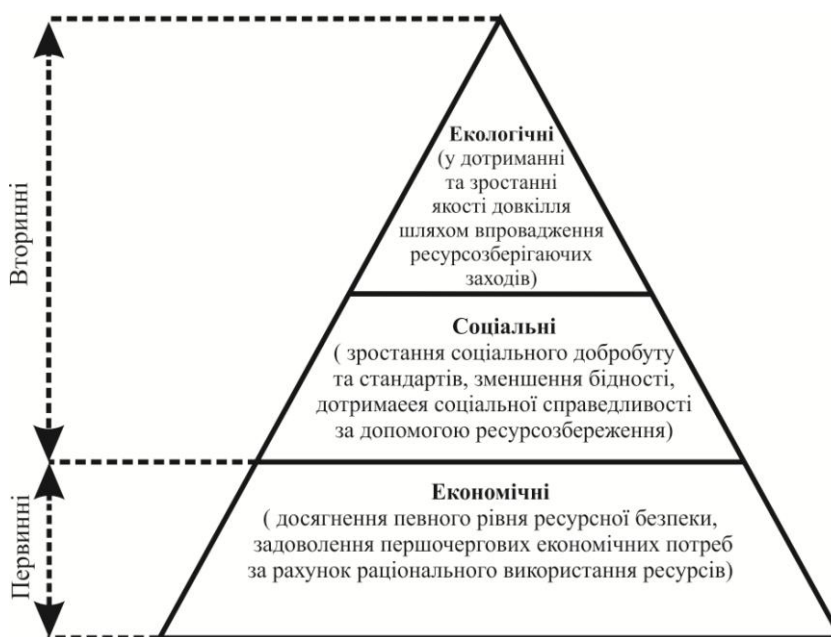 Вторинні
Екологічні
(у дотриманні
та зростанні
якості довкілля
шляхом впровадження
ресурсозберігаючих
заходів)
Соціальні
( зростання соціального добробуту
та стандартів, зменшення бідності,
дотримаеея соціальної справедливості
за допомогою ресурсозбереження)
Первинні
Економічні
( досягнення певного рівня ресурсної безпеки,
задоволення першочергових економічних потреб
за рахунок раціонального використання ресурсів)